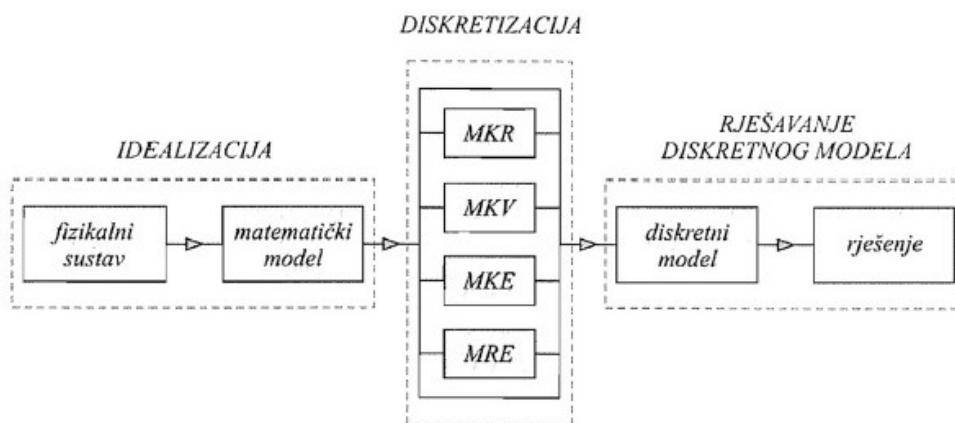 DISKRETIZACIJA
IDEALIZACIJA
fizikalni
sustav
matematički
model
MKR
MKV
MKE
MRE
RJEŠAVANJE
DISKRETNOG MODELA
diskretni
model
rješenje